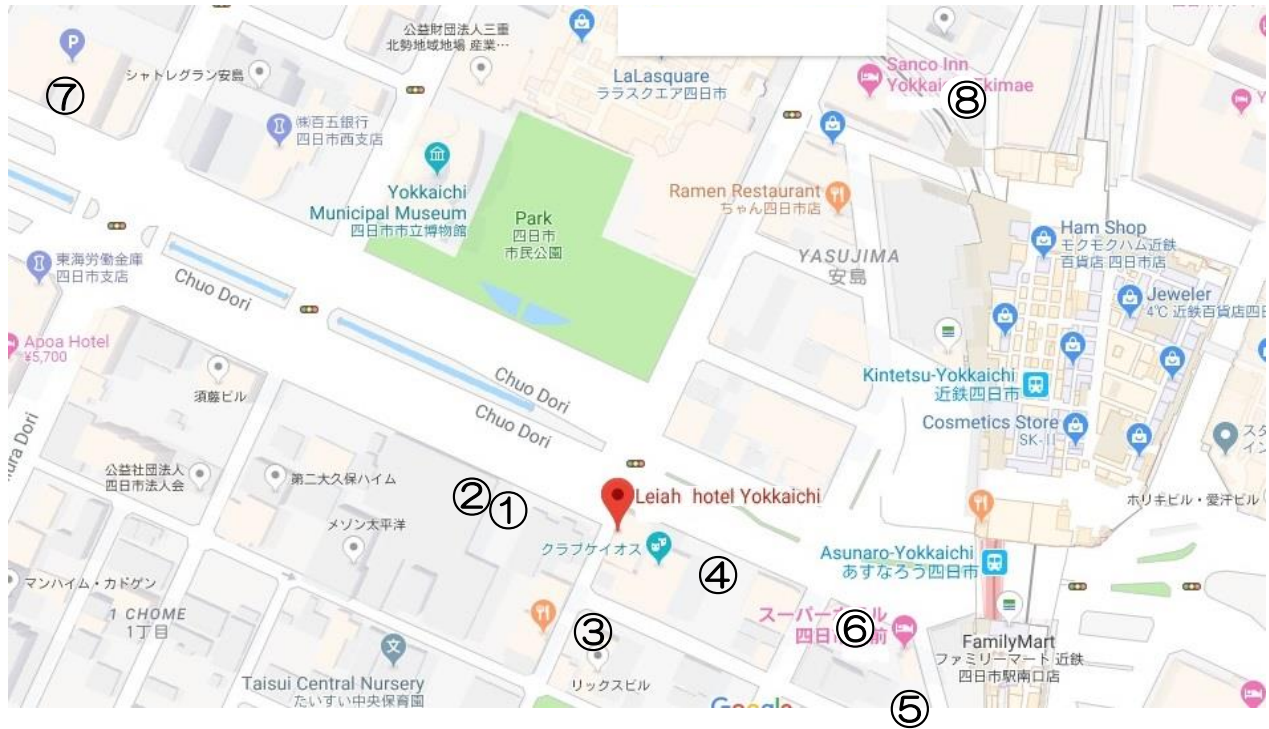 公益財団法人三重
北勢地域地場 産業…
シャトレグラン安島
⑦
㈱百五銀行
四日市西支店
LaLasquare
ララスクエア四日市
Sanco Inn
Ekimae
⑧
Yokkaichi
Municipal Museum
四日市市立博物館
Park
四日市
市民公園
Ramen Restaurant
ちゃん四日市店
YASUJIMA
安島
Ham Shop
モクモクハム近鉄
百貨店 四日市店
Jeweler
4℃ 近鉄百貨店四日
東海労働金庫
四日市支店
Chuo Dori
Apoa Hotel
¥5,700
須藤ビル
Chuo Dori
Chuo Dori
Kintetsu-Yokkaichi
近鉄四日市
Cosmetics Store
SK-II
公益社団法人
四日市法人会
第二大久保ハイム
②
①
Leiah hotel Yokkaichi
ホリキビル・愛汗ビル
メゾン太平洋
クラブケイオス
Asunaro-Yokkaichi
あすなろう四日市
④
マンハイム・カドゲン
1 CHOME
1丁目
③
⑥
FamilyMart
ファミリーマート 近鉄
四日市駅南口店
リックスビル
Taisui Central Nursery
たいすい中央保育園
⑤
P